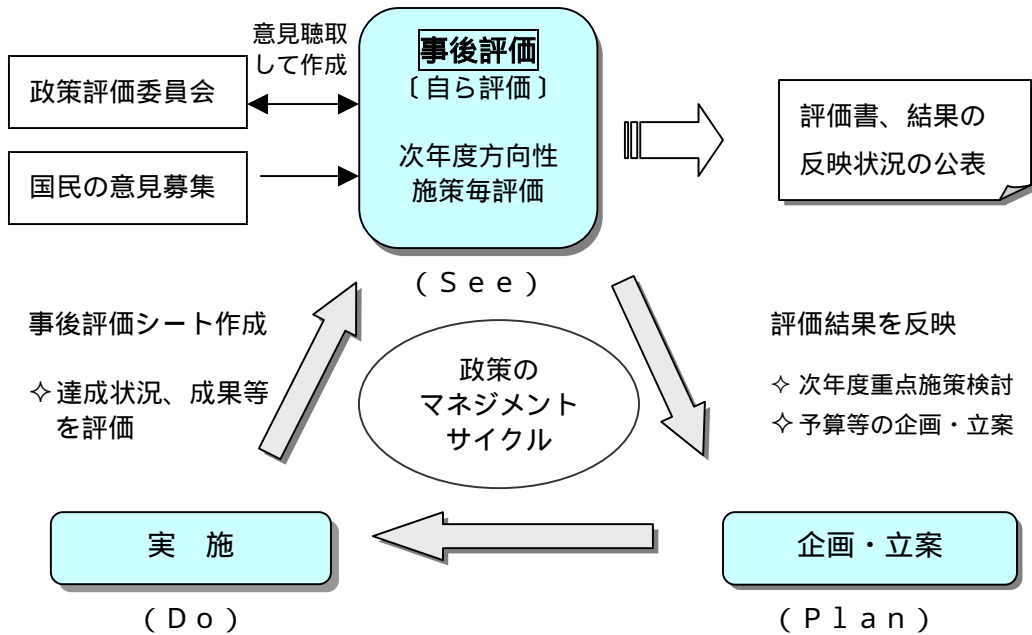 意見聴取
して作成
政策評価委員会
国民の意見募集
事後評価
〔自ら評価〕
次年度方向性
施策毎評価
(See)
評価書、結果の
反映状況の公表
事後評価シート作成
✧達成状況、成果等
を評価
政策の
マネジメント
サイクル
評価結果を反映
✧次年度重点施策検討
✧予算等の企画・立案
実 施
(Do)
企画・立案
(Plan)